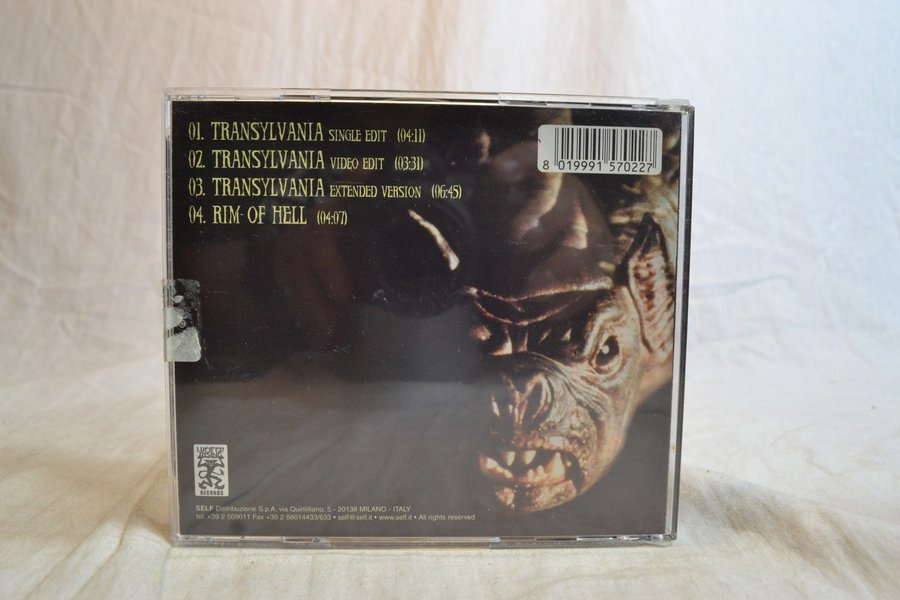 01. TRANSYLVANIA SINGLE EDIT (04:11)
02. TRANSYLVANIA VIDEO EDIT (03:31)
03. TRANSYLVANIA EXTENDED VERSION (06:45)
04. RIM OF HELL (04:07)
8 019991 570227
LUCIFER
RISING
RECORDS
SELF Distribuzione S.p.A. via Quintiliano, 5 - 20138 MILANO - ITALY
tel. +39 2 509011 Fax +39 2 58014433/633 • self@self.it • www.self.it • All rights reserved